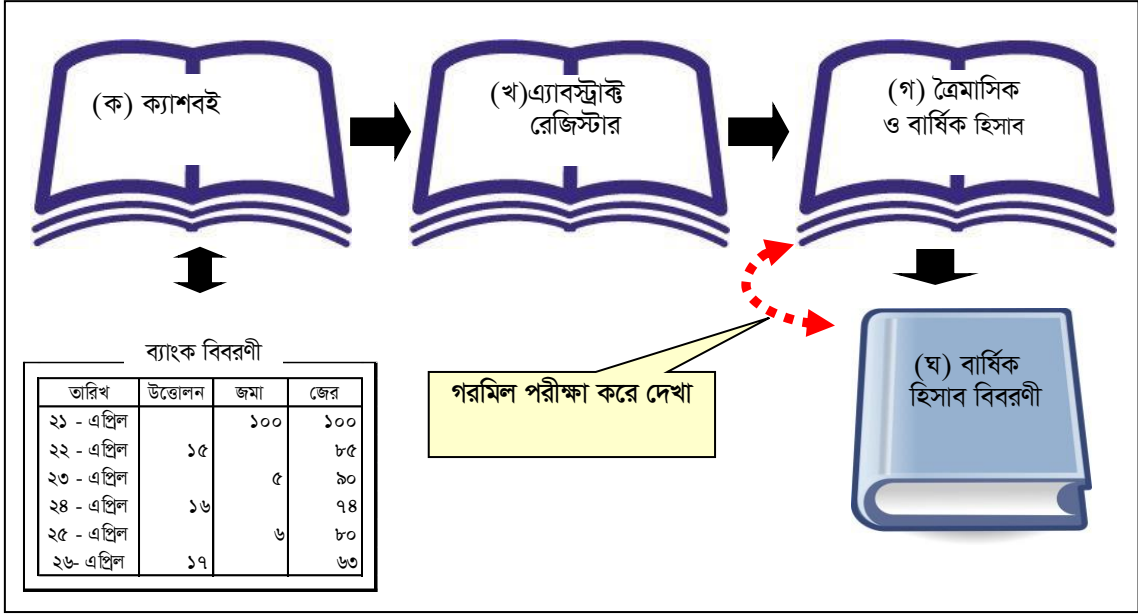 (ক) ক্যাশবই
(খ)এ্যাবস্ট্রাক্ট
রেজিস্টার
(গ) ত্রৈমাসিক
ও বার্ষিক হিসাব
ব্যাংক বিবরণী
তারিখ উত্তোলন জমা জের
২১ - এপ্রিল ১০০ ১০০
২২ - এপ্রিল ১৫ ৮৫
২৩ - এপ্রিল ৫ ৯০
২৪ - এপ্রিল ১৬ ৭৪
২৫ - এপ্রিল ৬ ৮০
২৬- এপ্রিল ১৭ ৬৩
গরমিল পরীক্ষা করে দেখা
(ঘ) বার্ষিক
হিসাব বিবরণী